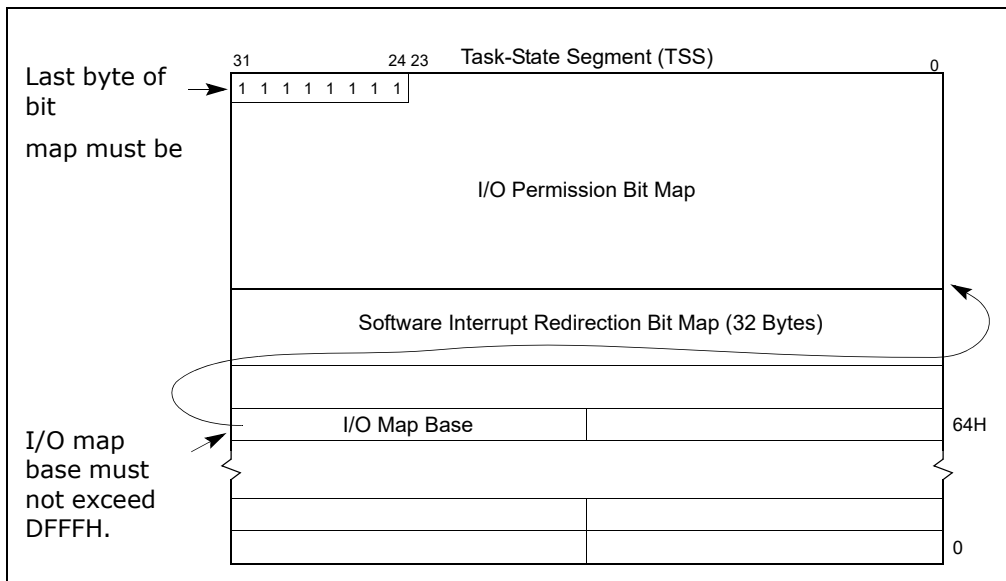 Task-State Segment (TSS)
31 24 23 0
Last byte of
bit
map must be
1 1 1 1 1 1 1 1
I/O Permission Bit Map
Software Interrupt Redirection Bit Map (32 Bytes)
I/O Map Base
64H
I/O map
base must
not exceed
DFFFH.
0